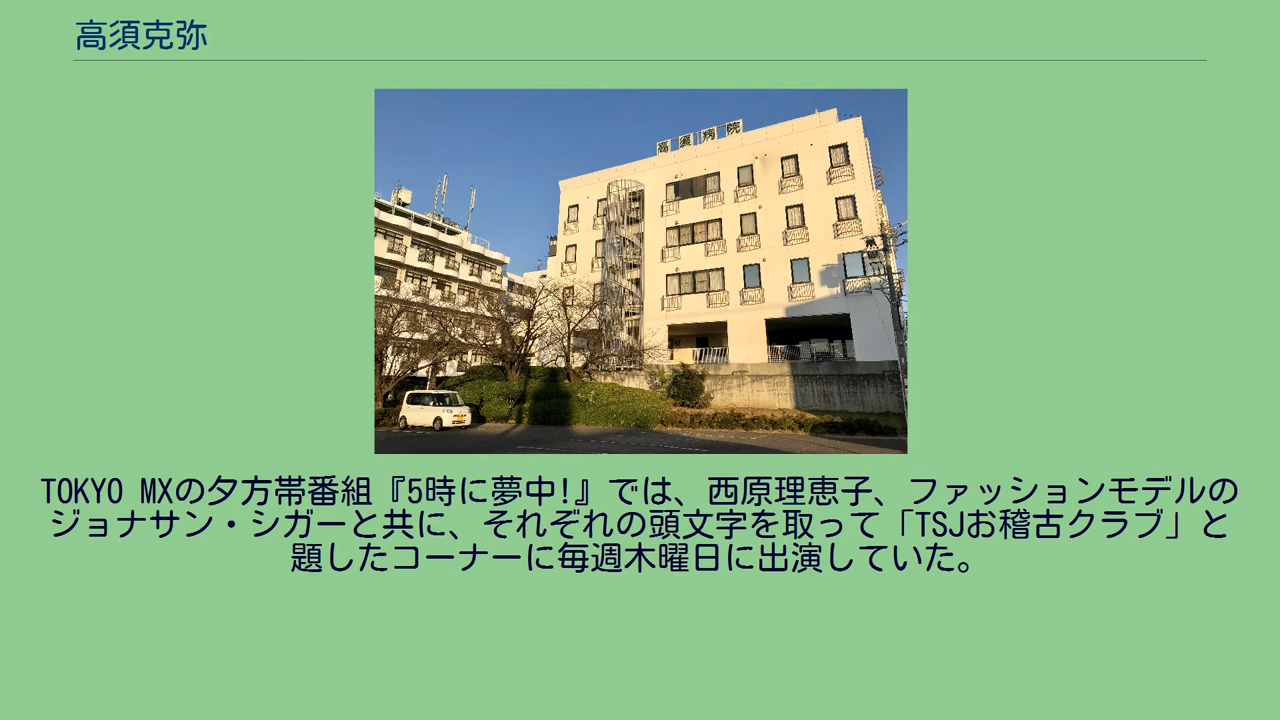 高須克弥
高須病院
TOKYO MXの夕方帯番組『5時に夢中!』では、西原理恵子、ファッションモデルの
ジョナサン・シガーと共に、それぞれの頭文字を取って「TSJお稽古クラブ」と
題したコーナーに毎週木曜日に出演していた。